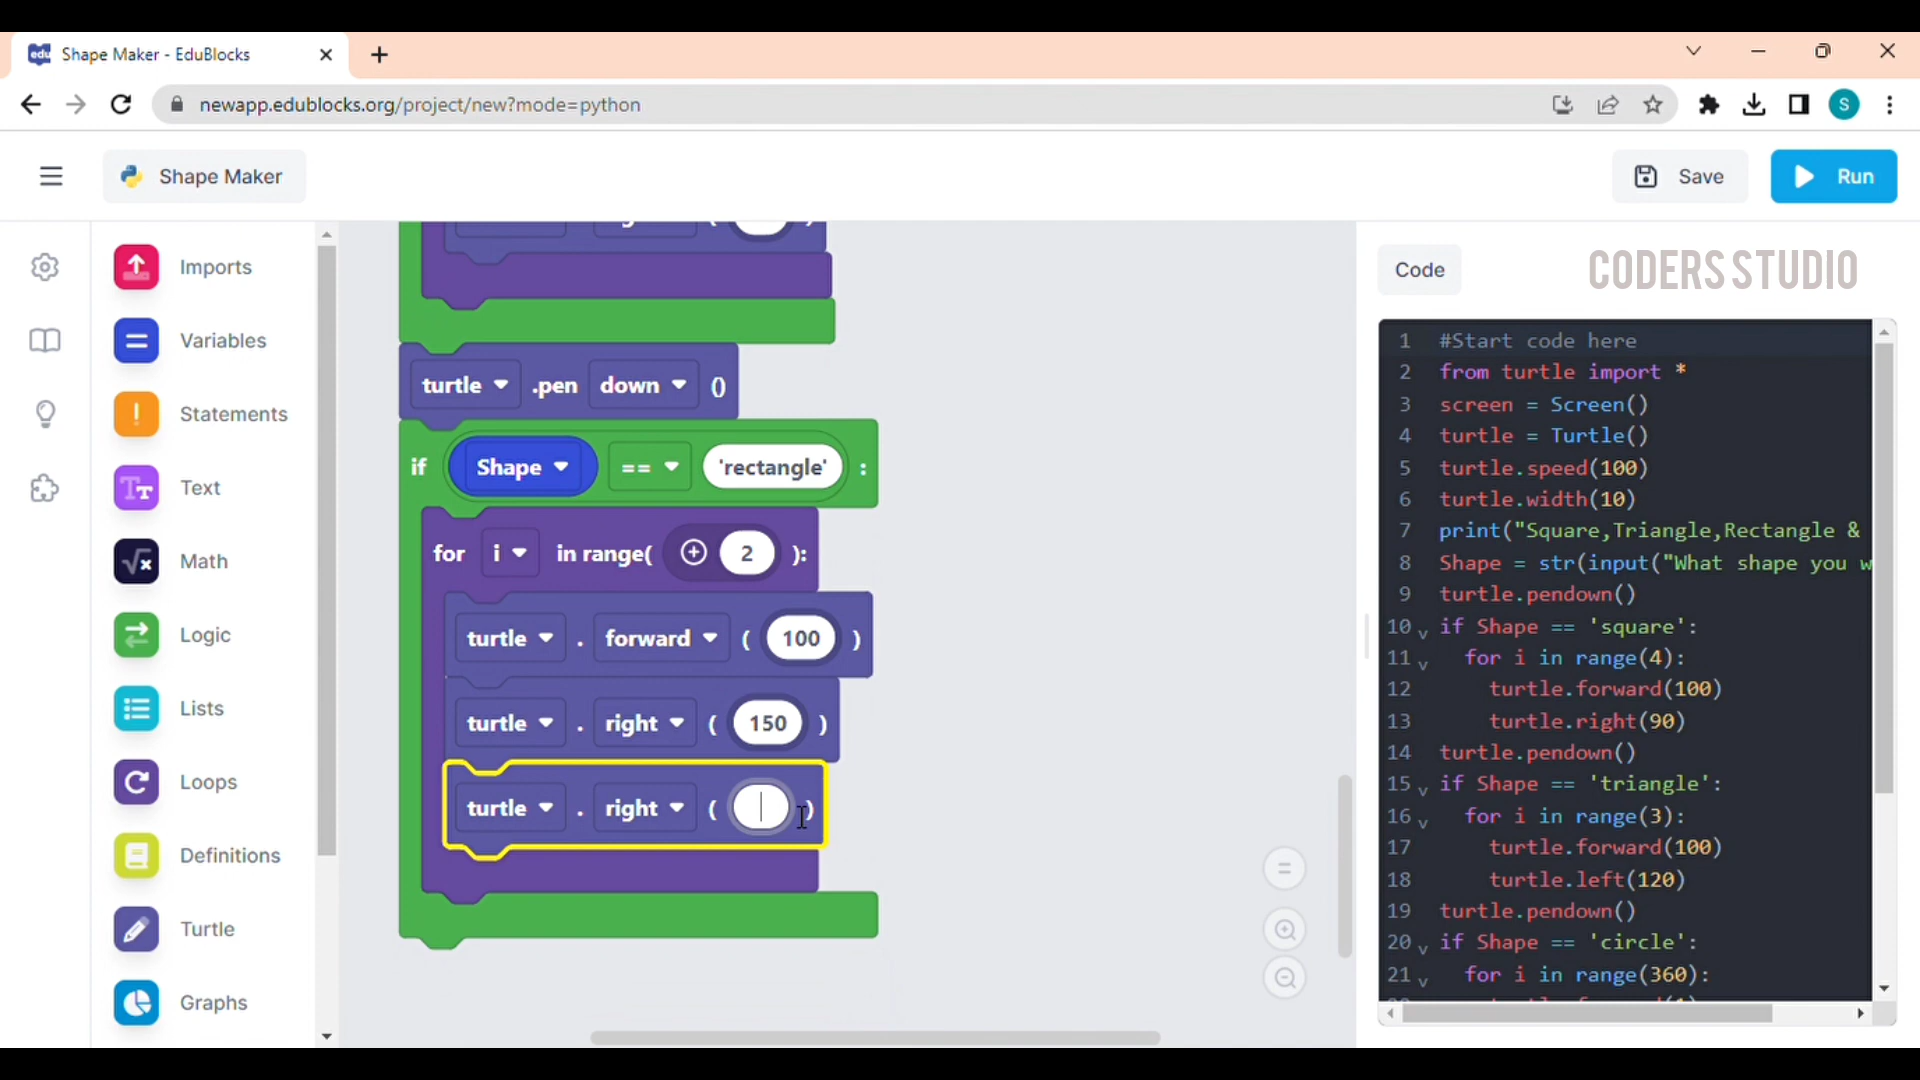 edu Shape Maker - EduBlocks
newapp.edublocks.org/project/new?mode=python
S
Shape Maker
Save
Run
Imports
Variables
Statements
Text
Math
Logic
Lists
Loops
Definitions
Turtle
Graphs
turtle .pen down ()
if Shape == 'rectangle' :
for i in range( 2 ):
turtle . forward ( 100 )
turtle . right ( 150 )
turtle . right ( )
Code
CODERS STUDIO
1 #Start code here
2 from turtle import *
3 screen = Screen()
4 turtle = Turtle()
5 turtle.speed(100)
6 turtle.width(10)
7 print("Square,Triangle,Rectangle &
8 Shape = str(input("What shape you w
9 turtle.pendown()
10 if Shape == 'square':
11 for i in range(4):
12 turtle.forward(100)
13 turtle.right(90)
14 turtle.pendown()
15 if Shape == 'triangle':
16 for i in range(3):
17 turtle.forward(100)
18 turtle.left(120)
19 turtle.pendown()
20 if Shape == 'circle':
21 for i in range(360):